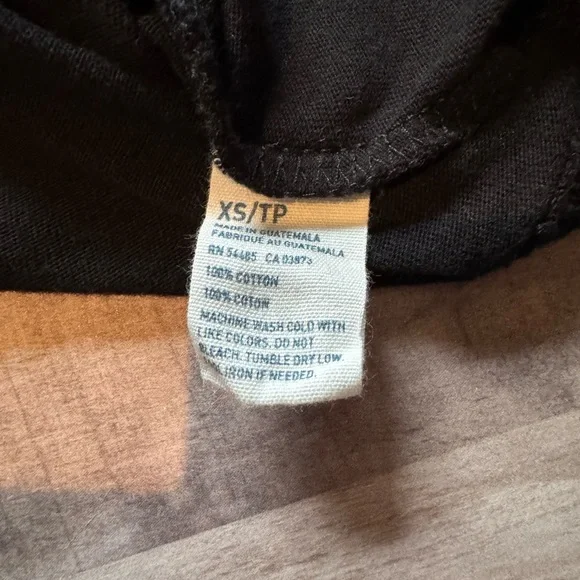 XS/TP
MADE IN GUATEMALA
FABRIQUE AU GUATEMALA
RN 54485 CA 03873
100% COTTON
100% COTON
MACHINE WASH COLD WITH
LIKE COLORS. DO NOT
BLEACH. TUMBLE DRY LOW.
IRON IF NEEDED.